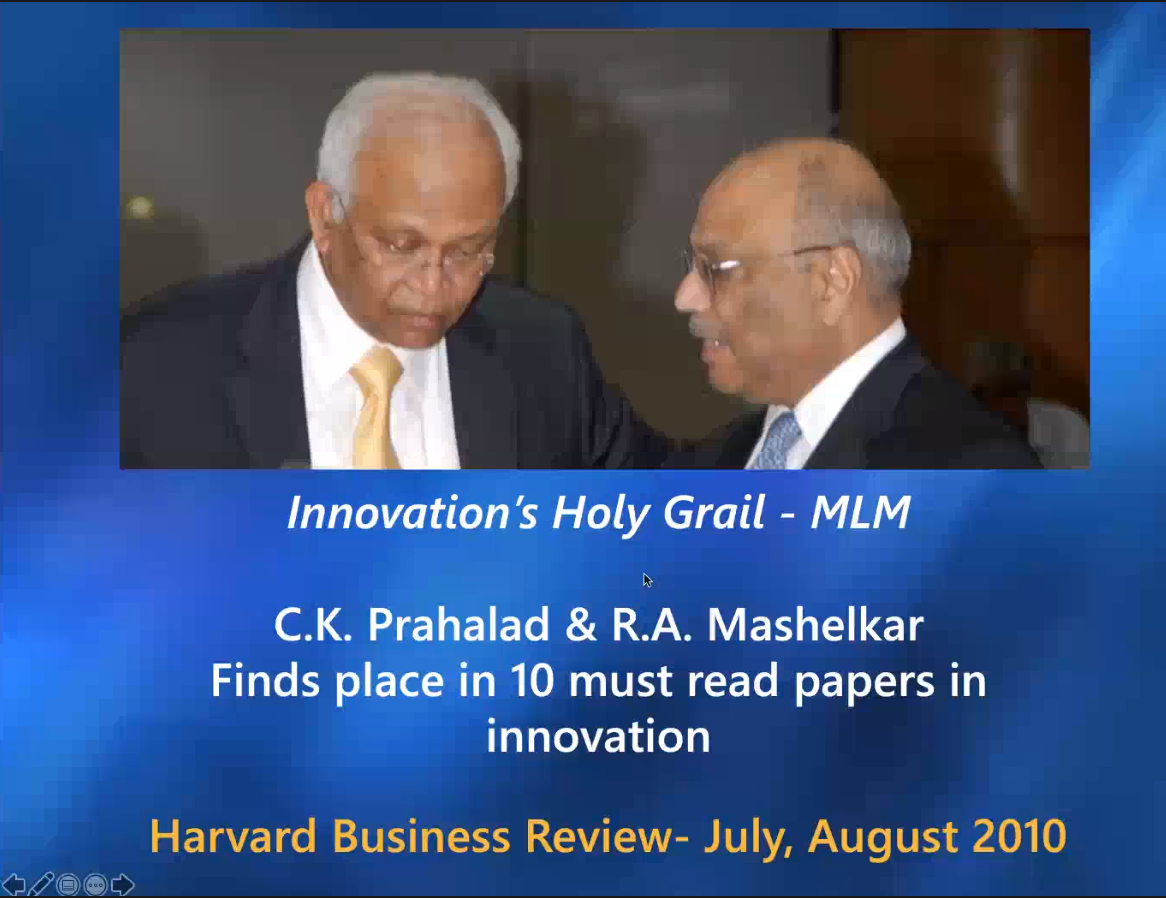 Innovation’s Holy Grail - MLM
C.K. Prahalad & R.A. Mashelkar
Finds place in 10 must read papers in
innovation
Harvard Business Review- July, August 2010